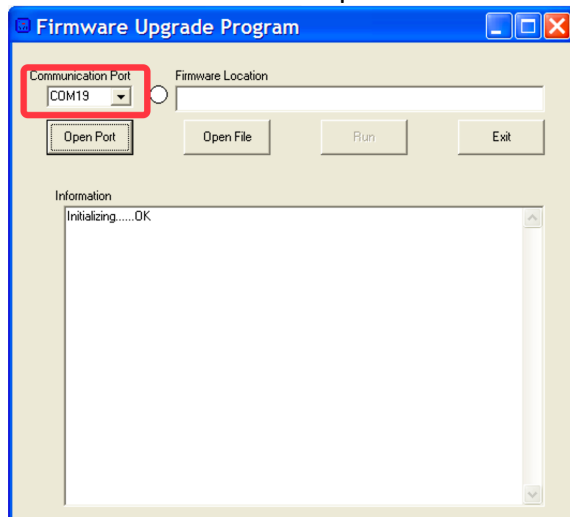 Firmware Upgrade Program
Communication Port Firmware Location
COM19
Open Port Open File Run Exit
Information
Initializing......OK